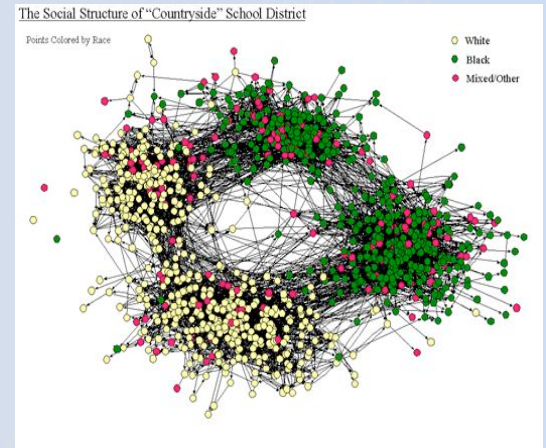 The Social Structure of “Countryside” School District
Points Colored by Race
White
Black
Mixed/Other